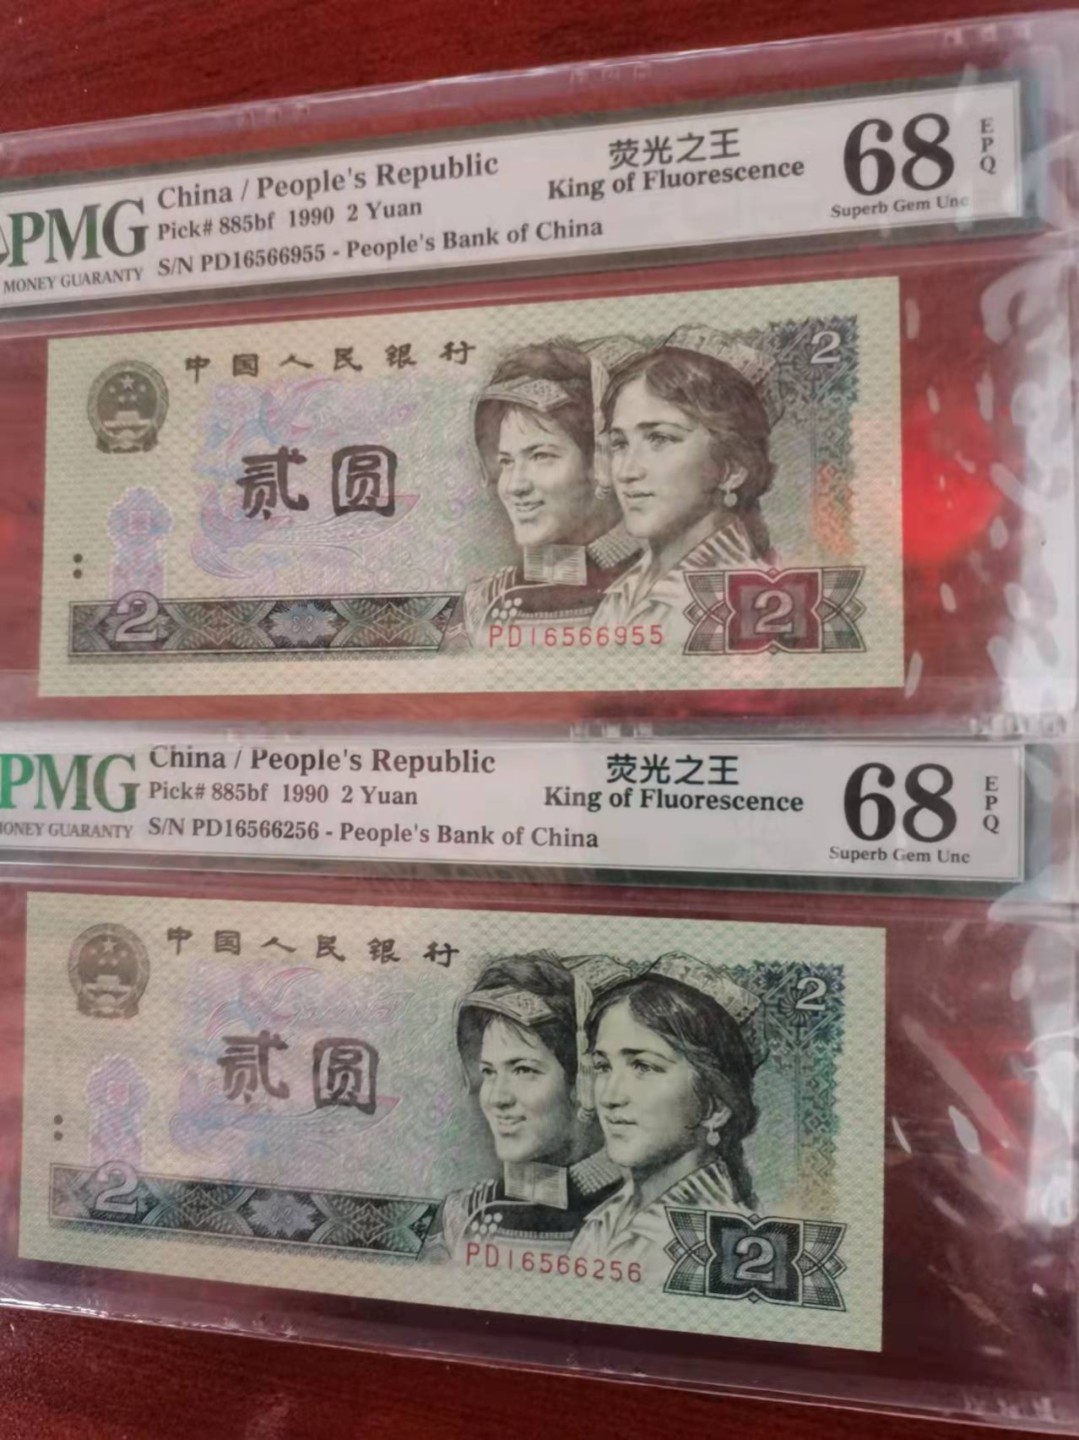 荧光之王
68
EPQ
China / People's Republic
King of Fluorescence
PMG
Pick# 885bf 1990 2 Yuan
Superb Gem Unc
S/N PD16566955 - People's Bank of China
MONEY GUARANTY
中国人民银行
2
贰圆
2
2
PD16566955
China / People's Republic
荧光之王
68
EPQ
PMG
Pick# 885bf 1990 2 Yuan
King of Fluorescence
MONEY GUARANTY
S/N PD16566256 - People's Bank of China
Superb Gem Unc
中国人民银行
2
贰圆
2
2
PD16566256